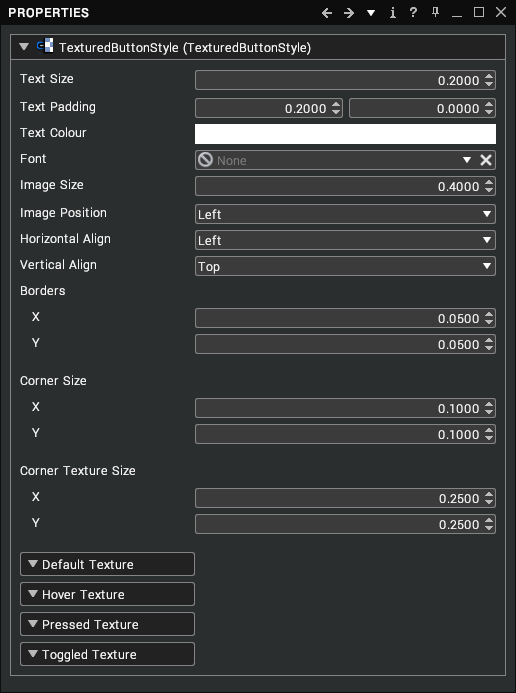 PROPERTIES
TexturedButtonStyle (TexturedButtonStyle)
Text Size 0.2000
Text Padding 0.2000 0.0000
Text Colour
Font None
Image Size 0.4000
Image Position Left
Horizontal Align Left
Vertical Align Top
Borders
X 0.0500
Y 0.0500
Corner Size
X 0.1000
Y 0.1000
Corner Texture Size
X 0.2500
Y 0.2500
Default Texture
Hover Texture
Pressed Texture
Toggled Texture